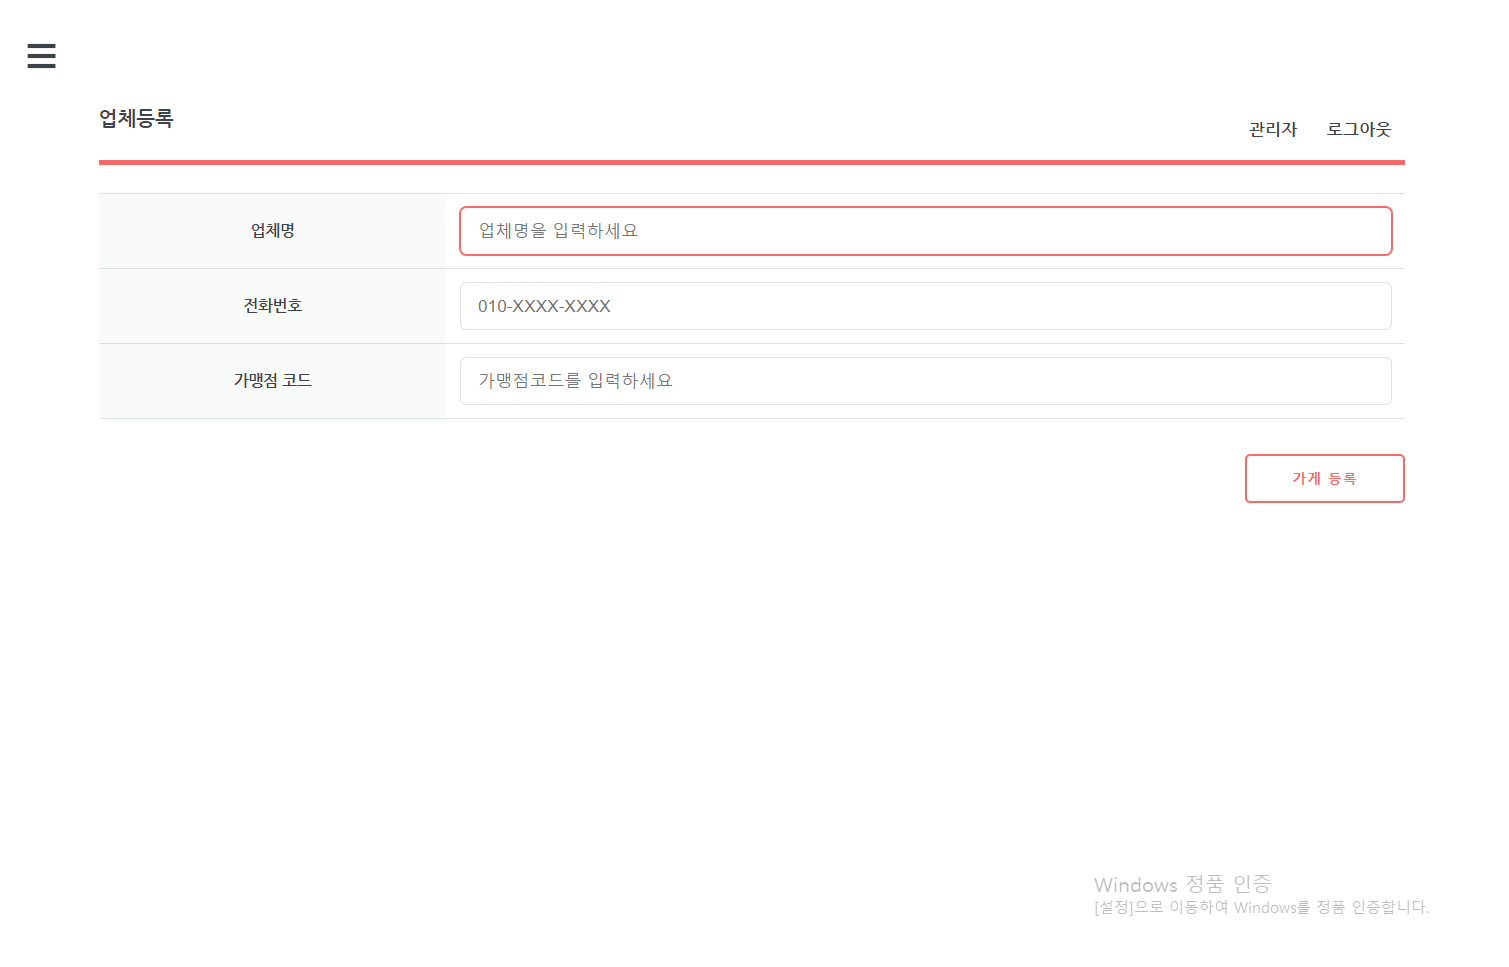 업체등록
관리자 로그아웃
업체명 업체명을 입력하세요
전화번호 010-XXXX-XXXX
가맹점 코드 가맹점코드를 입력하세요
가게 등록
Windows 정품 인증
[설정]으로 이동하여 Windows를 정품 인증합니다.